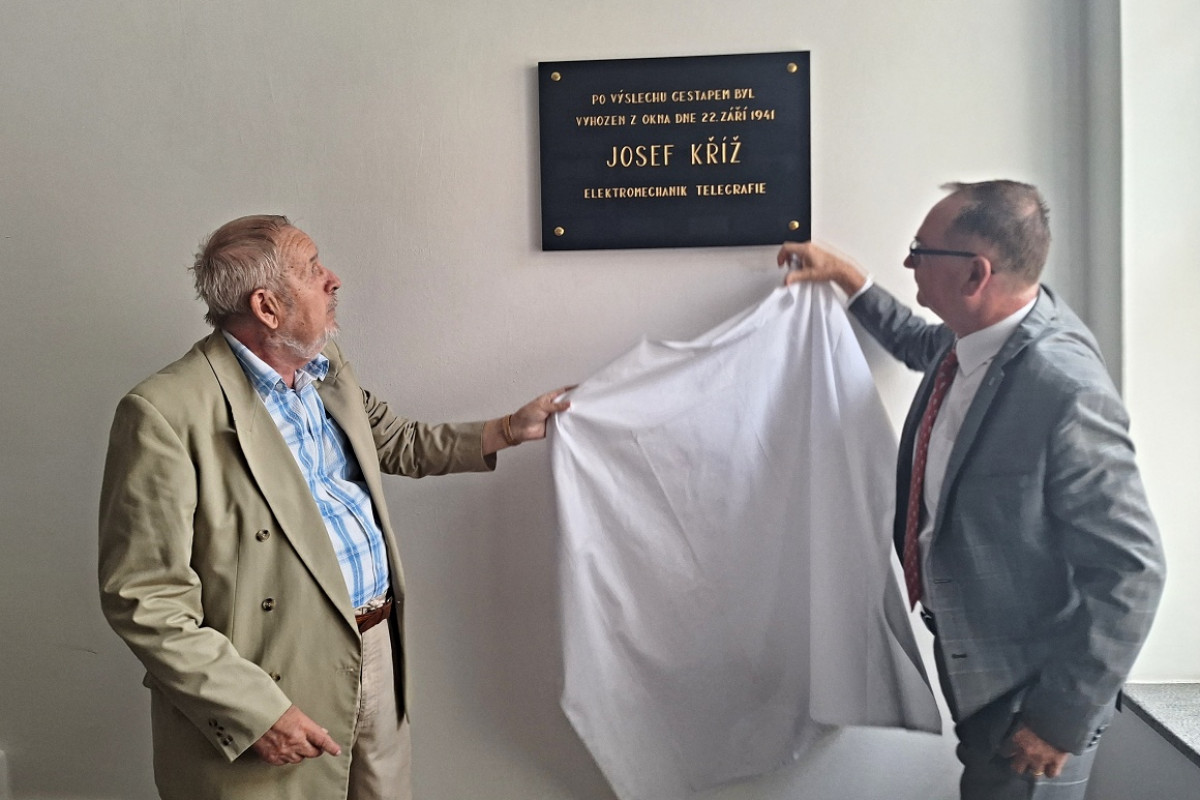 PO VÝSLECHU GESTAPEM BYL
VYHOZEN Z OKNA DNE 22. ZÁŘÍ 1941
JOSEF KŘÍŽ
ELEKTROMECHANIK TELEGRAFIE